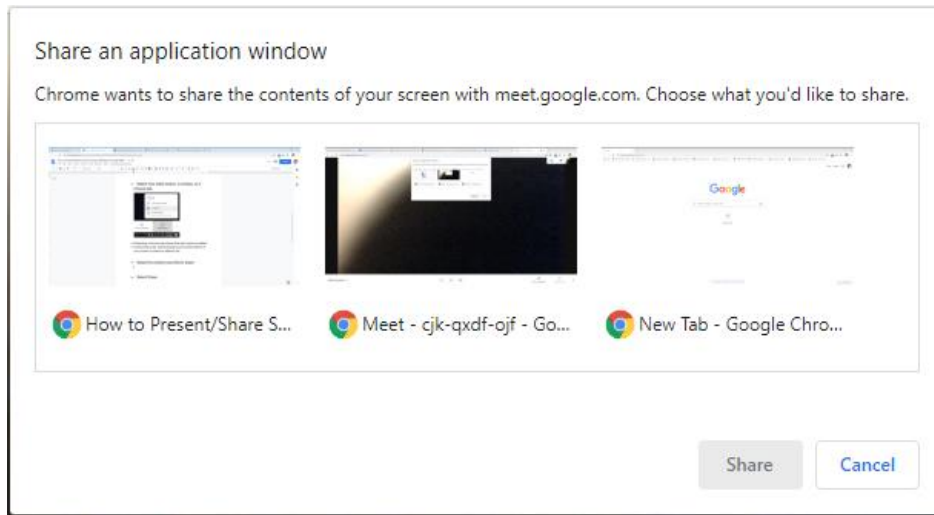 Share an application window
Chrome wants to share the contents of your screen with meet.google.com. Choose what you'd like to share.
Google
How to Present/Share S...
Meet - cjk-qxdf-ojf - Go...
New Tab - Google Chro...
Share
Cancel